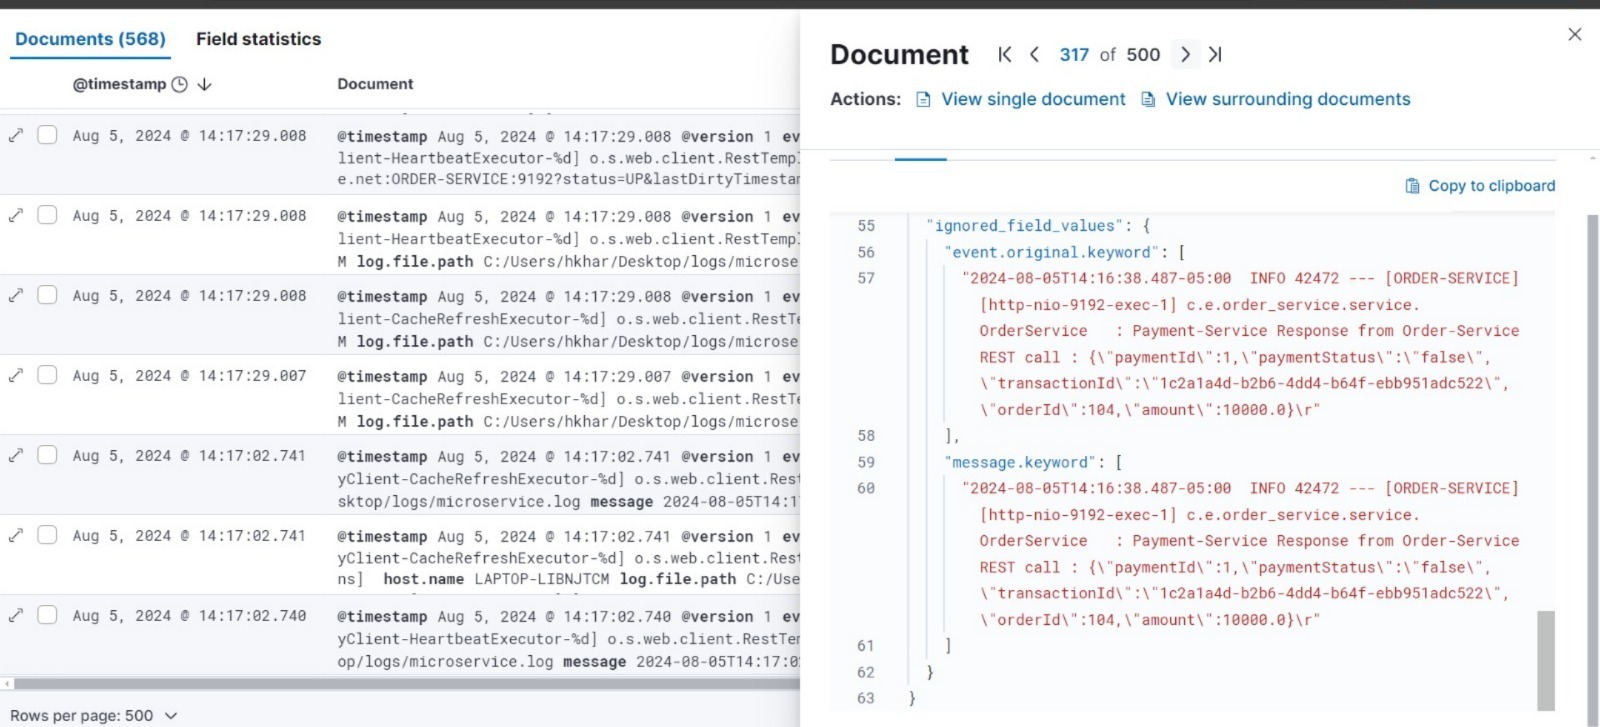 Documents (568) Field statistics
@timestamp Document
Aug 5, 2024 @ 14:17:29.008 @timestamp Aug 5, 2024 @ 14:17:29.008 @version 1 ev
lient-HeartbeatExecutor-%d] o.s.web.client.RestTempl
e.net:ORDER-SERVICE:9192?status=UP&lastDirtyTimestam
Aug 5, 2024 @ 14:17:29.008 @timestamp Aug 5, 2024 @ 14:17:29.008 @version 1 ev
lient-HeartbeatExecutor-%d] o.s.web.client.RestTempl
M log.file.path C:/Users/hkhar/Desktop/logs/microse
Aug 5, 2024 @ 14:17:29.008 @timestamp Aug 5, 2024 @ 14:17:29.008 @version 1 ev
lient-CacheRefreshExecutor-%d] o.s.web.client.RestTe
M log.file.path C:/Users/hkhar/Desktop/logs/microse
Aug 5, 2024 @ 14:17:29.007 @timestamp Aug 5, 2024 @ 14:17:29.007 @version 1 ev
lient-CacheRefreshExecutor-%d] o.s.web.client.RestTe
M log.file.path C:/Users/hkhar/Desktop/logs/microse
Aug 5, 2024 @ 14:17:02.741 @timestamp Aug 5, 2024 @ 14:17:02.741 @version 1 ev
yClient-CacheRefreshExecutor-%d] o.s.web.client.Rest
sktop/logs/microservice.log message 2024-08-05T14:17
Aug 5, 2024 @ 14:17:02.741 @timestamp Aug 5, 2024 @ 14:17:02.741 @version 1 ev
yClient-CacheRefreshExecutor-%d] o.s.web.client.Rest
ns] host.name LAPTOP-LIBNJTCM log.file.path C:/Use
Aug 5, 2024 @ 14:17:02.740 @timestamp Aug 5, 2024 @ 14:17:02.740 @version 1 ev
yClient-HeartbeatExecutor-%d] o.s.web.client.RestTem
op/logs/microservice.log message 2024-08-05T14:17:02
Rows per page: 500
Document 317 of 500
Actions: View single document View surrounding documents
Copy to clipboard
55 "ignored_field_values": {
56 "event.original.keyword": [
57 "2024-08-05T14:16:38.487-05:00 INFO 42472 --- [ORDER-SERVICE]
[http-nio-9192-exec-1] c.e.order_service.service.
OrderService : Payment-Service Response from Order-Service
REST call : {\"paymentId\":1,\"paymentStatus\":\"false\",
\"transactionId\":\"1c2a1a4d-b2b6-4dd4-b64f-ebb951adc522\",
\"orderId\":104,\"amount\":10000.0}\r"
58 ],
59 "message.keyword": [
60 "2024-08-05T14:16:38.487-05:00 INFO 42472 --- [ORDER-SERVICE]
[http-nio-9192-exec-1] c.e.order_service.service.
OrderService : Payment-Service Response from Order-Service
REST call : {\"paymentId\":1,\"paymentStatus\":\"false\",
\"transactionId\":\"1c2a1a4d-b2b6-4dd4-b64f-ebb951adc522\",
\"orderId\":104,\"amount\":10000.0}\r"
61 ]
62 }
63 }